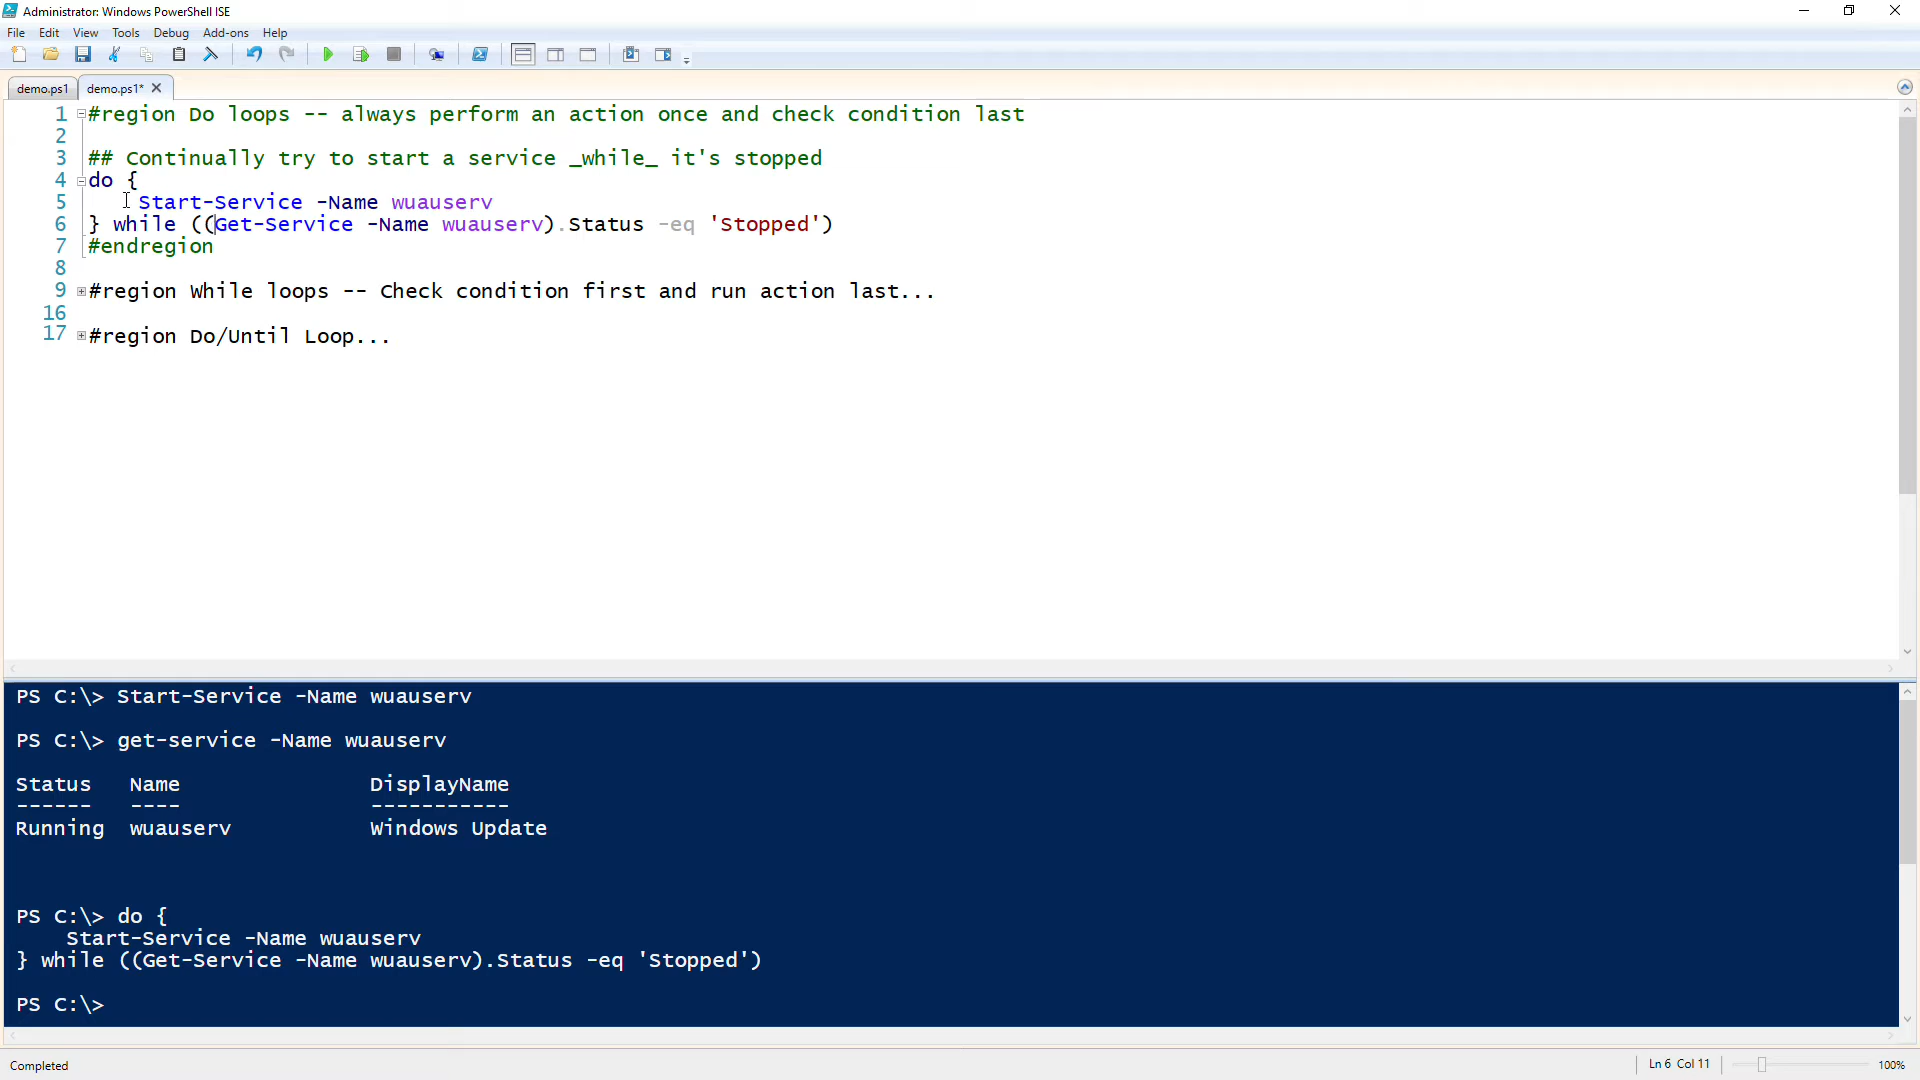 Administrator: Windows PowerShell ISE
File Edit View Tools Debug Add-ons Help
demo.ps1 demo.ps1*
1 #region Do loops -- always perform an action once and check condition last
2
3 ## Continually try to start a service _while_ it's stopped
4 do {
5 Start-Service -Name wuauserv
6 } while ((Get-Service -Name wuauserv).Status -eq 'Stopped')
7 #endregion
8
9 #region While loops -- Check condition first and run action last...
16
17 #region Do/Until Loop...
PS C:\> Start-Service -Name wuauserv
PS C:\> get-service -Name wuauserv
Status Name DisplayName
------ ---- -----------
Running wuauserv Windows Update
PS C:\> do {
Start-Service -Name wuauserv
} while ((Get-Service -Name wuauserv).Status -eq 'Stopped')
PS C:\>
Completed Ln 6 Col 11 100%